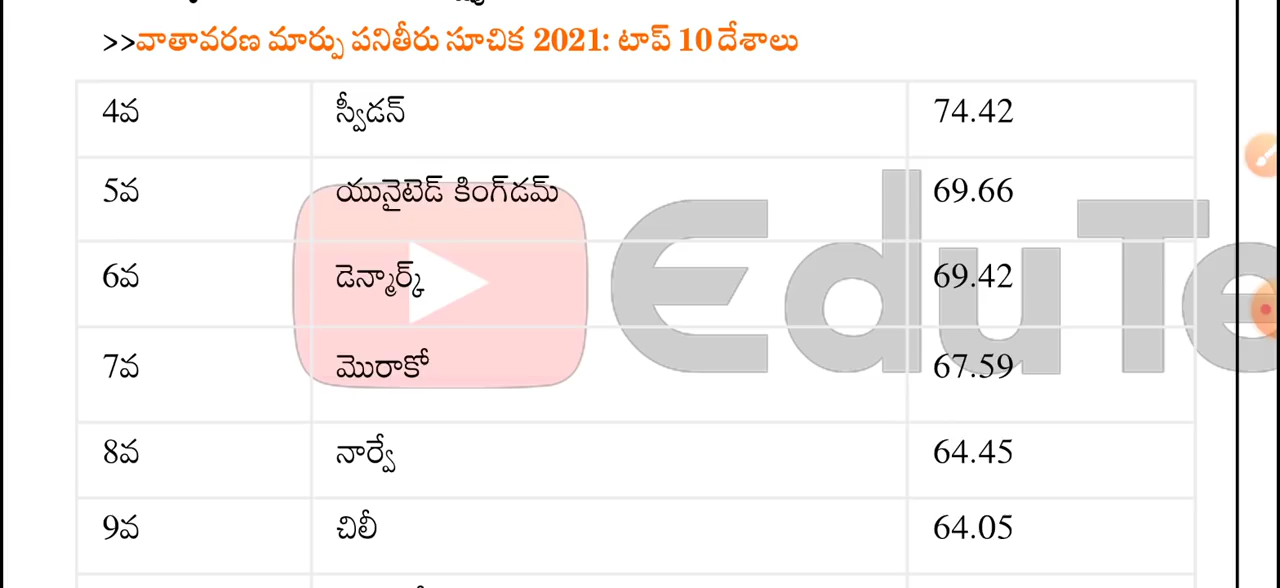 >>వాతావరణ మార్పు పనితీరు సూచిక 2021: టాప్ 10 దేశాలు
4వ స్వీడన్ 74.42
5వ యునైటెడ్ కింగ్‌డమ్ 69.66
6వ డెన్మార్క్ 69.42
7వ మొరాకో 67.59
8వ నార్వే 64.45
9వ చిలీ 64.05
EduTe